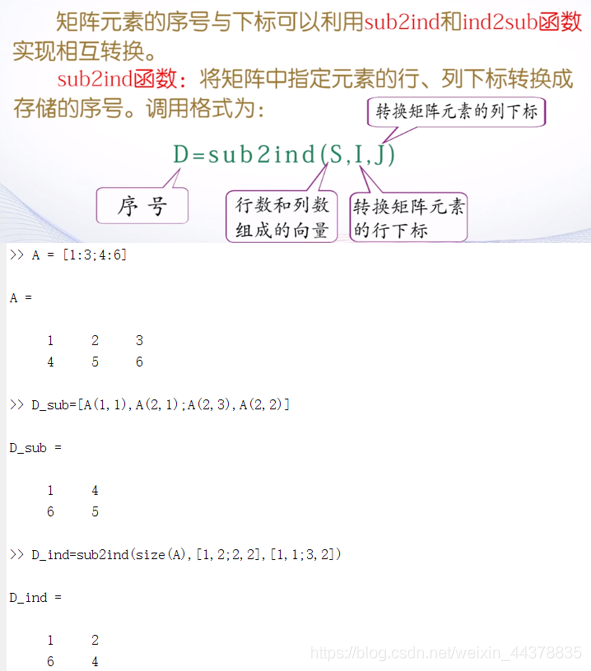 矩阵元素的序号与下标可以利用sub2ind和ind2sub函数
实现相互转换。
sub2ind函数：将矩阵中指定元素的行、列下标转换成
存储的序号。调用格式为：
转换矩阵元素的列下标
D=sub2ind(S,I,J)
序 号
行数和列数
组成的向量
转换矩阵元素
的行下标
>> A = [1:3;4:6]
A =
1 2 3
4 5 6
>> D_sub=[A(1,1),A(2,1);A(2,3),A(2,2)]
D_sub =
1 4
6 5
>> D_ind=sub2ind(size(A),[1,2;2,2],[1,1;3,2])
D_ind =
1 2
6 4
https://blog.csdn.net/weixin_44378835